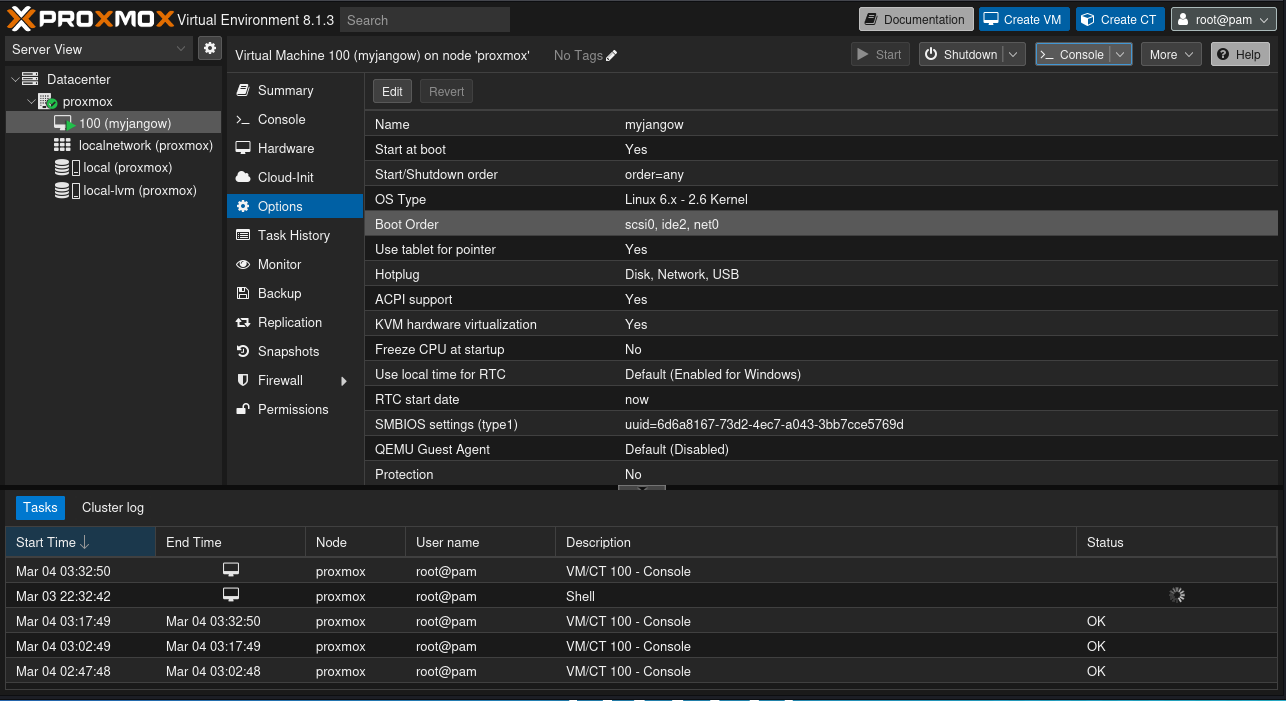 PROXMOX Virtual Environment 8.1.3 Search Documentation Create VM Create CT root@pam
Server View
Datacenter
proxmox
100 (myjangow)
localnetwork (proxmox)
local (proxmox)
local-lvm (proxmox)
Virtual Machine 100 (myjangow) on node 'proxmox' No Tags Start Shutdown Console More Help
Summary
Console
Hardware
Cloud-Init
Options
Task History
Monitor
Backup
Replication
Snapshots
Firewall
Permissions
Edit Revert
Name myjangow
Start at boot Yes
Start/Shutdown order order=any
OS Type Linux 6.x - 2.6 Kernel
Boot Order scsi0, ide2, net0
Use tablet for pointer Yes
Hotplug Disk, Network, USB
ACPI support Yes
KVM hardware virtualization Yes
Freeze CPU at startup No
Use local time for RTC Default (Enabled for Windows)
RTC start date now
SMBIOS settings (type1) uuid=6d6a8167-73d2-4ec7-a043-3bb7cce5769d
QEMU Guest Agent Default (Disabled)
Protection No
Tasks Cluster log
Start Time End Time Node User name Description Status
Mar 04 03:32:50 proxmox root@pam VM/CT 100 - Console
Mar 03 22:32:42 proxmox root@pam Shell
Mar 04 03:17:49 Mar 04 03:32:50 proxmox root@pam VM/CT 100 - Console OK
Mar 04 03:02:49 Mar 04 03:17:49 proxmox root@pam VM/CT 100 - Console OK
Mar 04 02:47:48 Mar 04 03:02:48 proxmox root@pam VM/CT 100 - Console OK